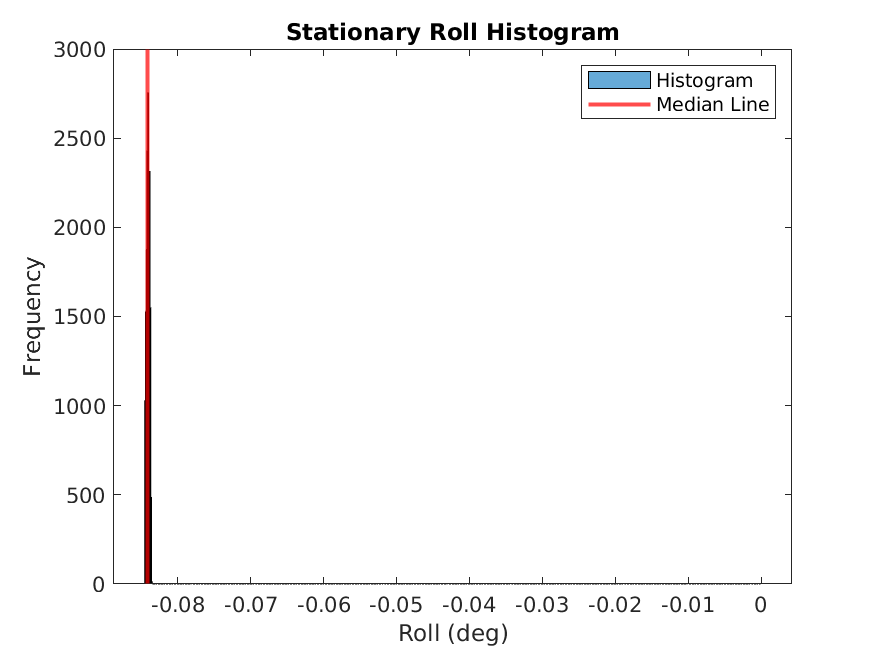 Stationary Roll Histogram
Histogram
Median Line
3000
2500
2000
1500
1000
500
0
Frequency
-0.08 -0.07 -0.06 -0.05 -0.04 -0.03 -0.02 -0.01 0
Roll (deg)